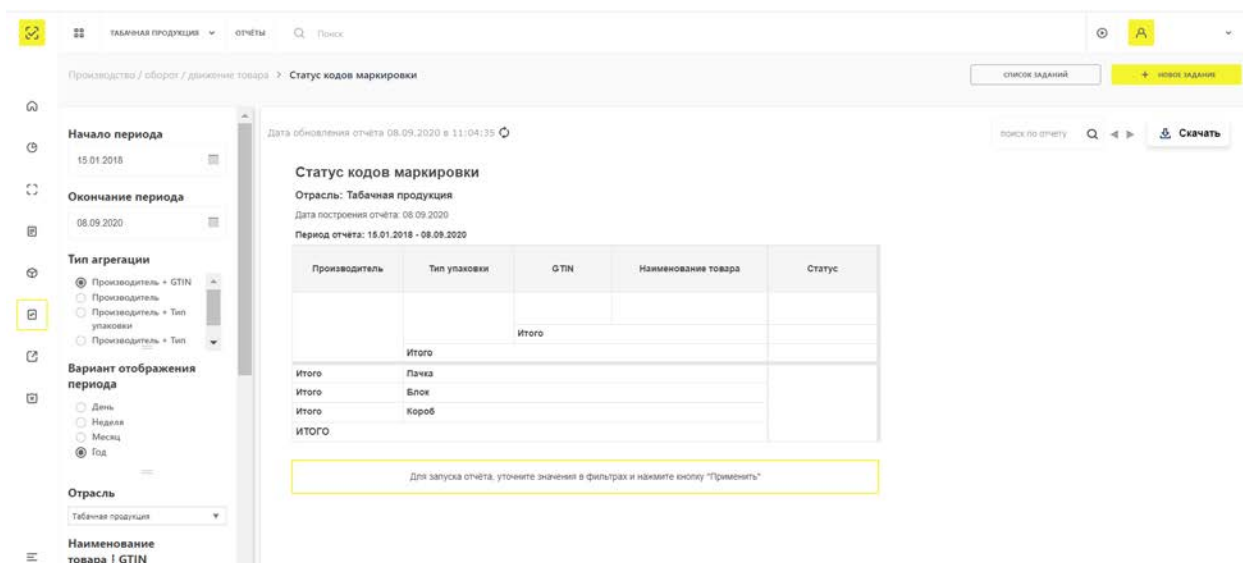 ТАБАЧНАЯ ПРОДУКЦИЯ
ОТЧЁТЫ
Поиск
Производство / оборот / движение товара > Статус кодов маркировки
СПИСОК ЗАДАНИЙ
+ НОВОЕ ЗАДАНИЕ
Начало периода
15.01.2018
Окончание периода
08.09.2020
Тип агрегации
Производитель + GTIN
Производитель
Производитель + Тип
упаковки
Производитель + Тип
Вариант отображения
периода
День
Неделя
Месяц
Год
Отрасль
Табачная продукция
Наименование
товара | GTIN
Дата обновления отчёта 08.09.2020 в 11:04:35
поиск по отчету
Скачать
Статус кодов маркировки
Отрасль: Табачная продукция
Дата построения отчёта: 08.09.2020
Период отчёта: 15.01.2018 - 08.09.2020
Производитель Тип упаковки GTIN Наименование товара Статус
Итого
Итого
Итого Пачка
Итого Блок
Итого Короб
ИТОГО
Для запуска отчёта, уточните значения в фильтрах и нажмите кнопку "Применить"